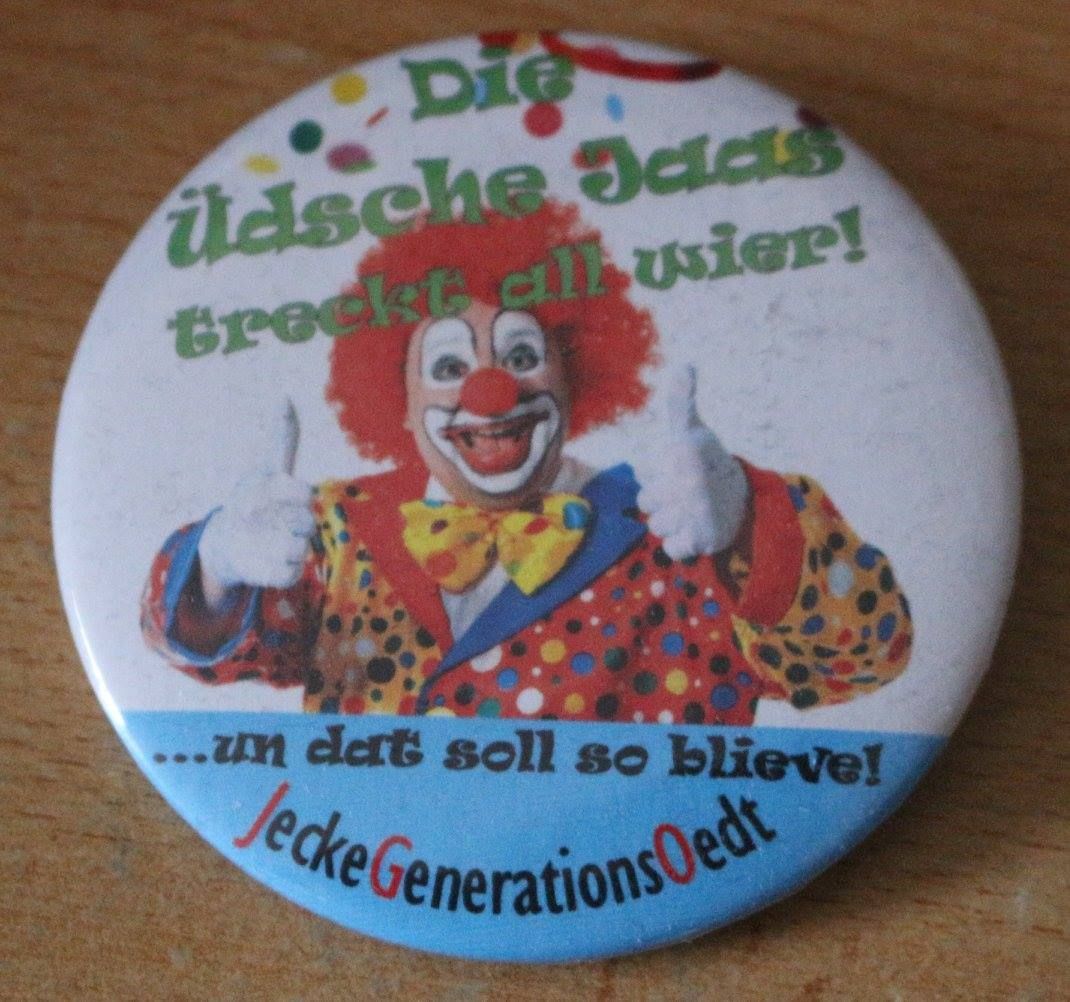 Die
Üdsche Jaas
treckt all wier!
...un dat soll so blieve!
JeckeGenerationsOedt